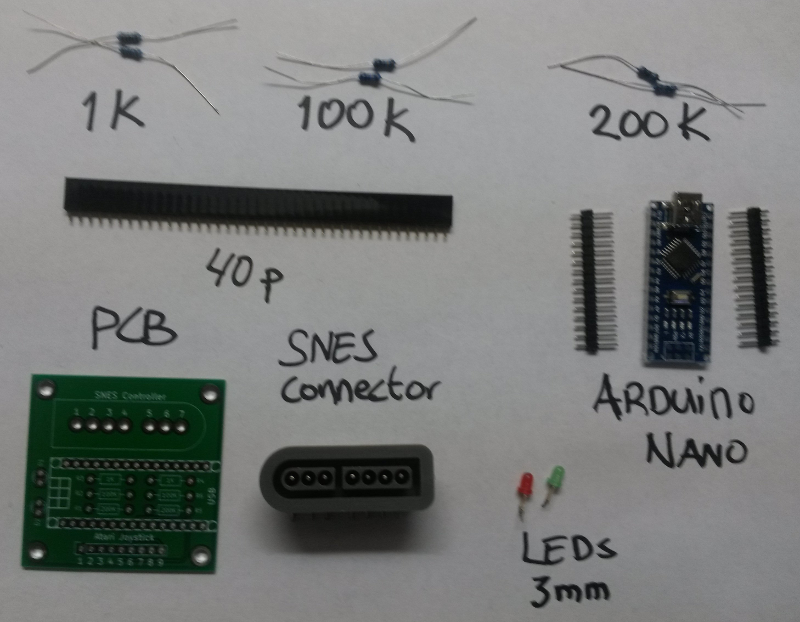 1K
100K
200K
40p
PCB
SNES
connector
ARDUINO
NANO
SNES Controller
1 2 3 4 5 6 7
USB
Atari Joystick
1 2 3 4 5 6 7 8 9
LEDs
3mm